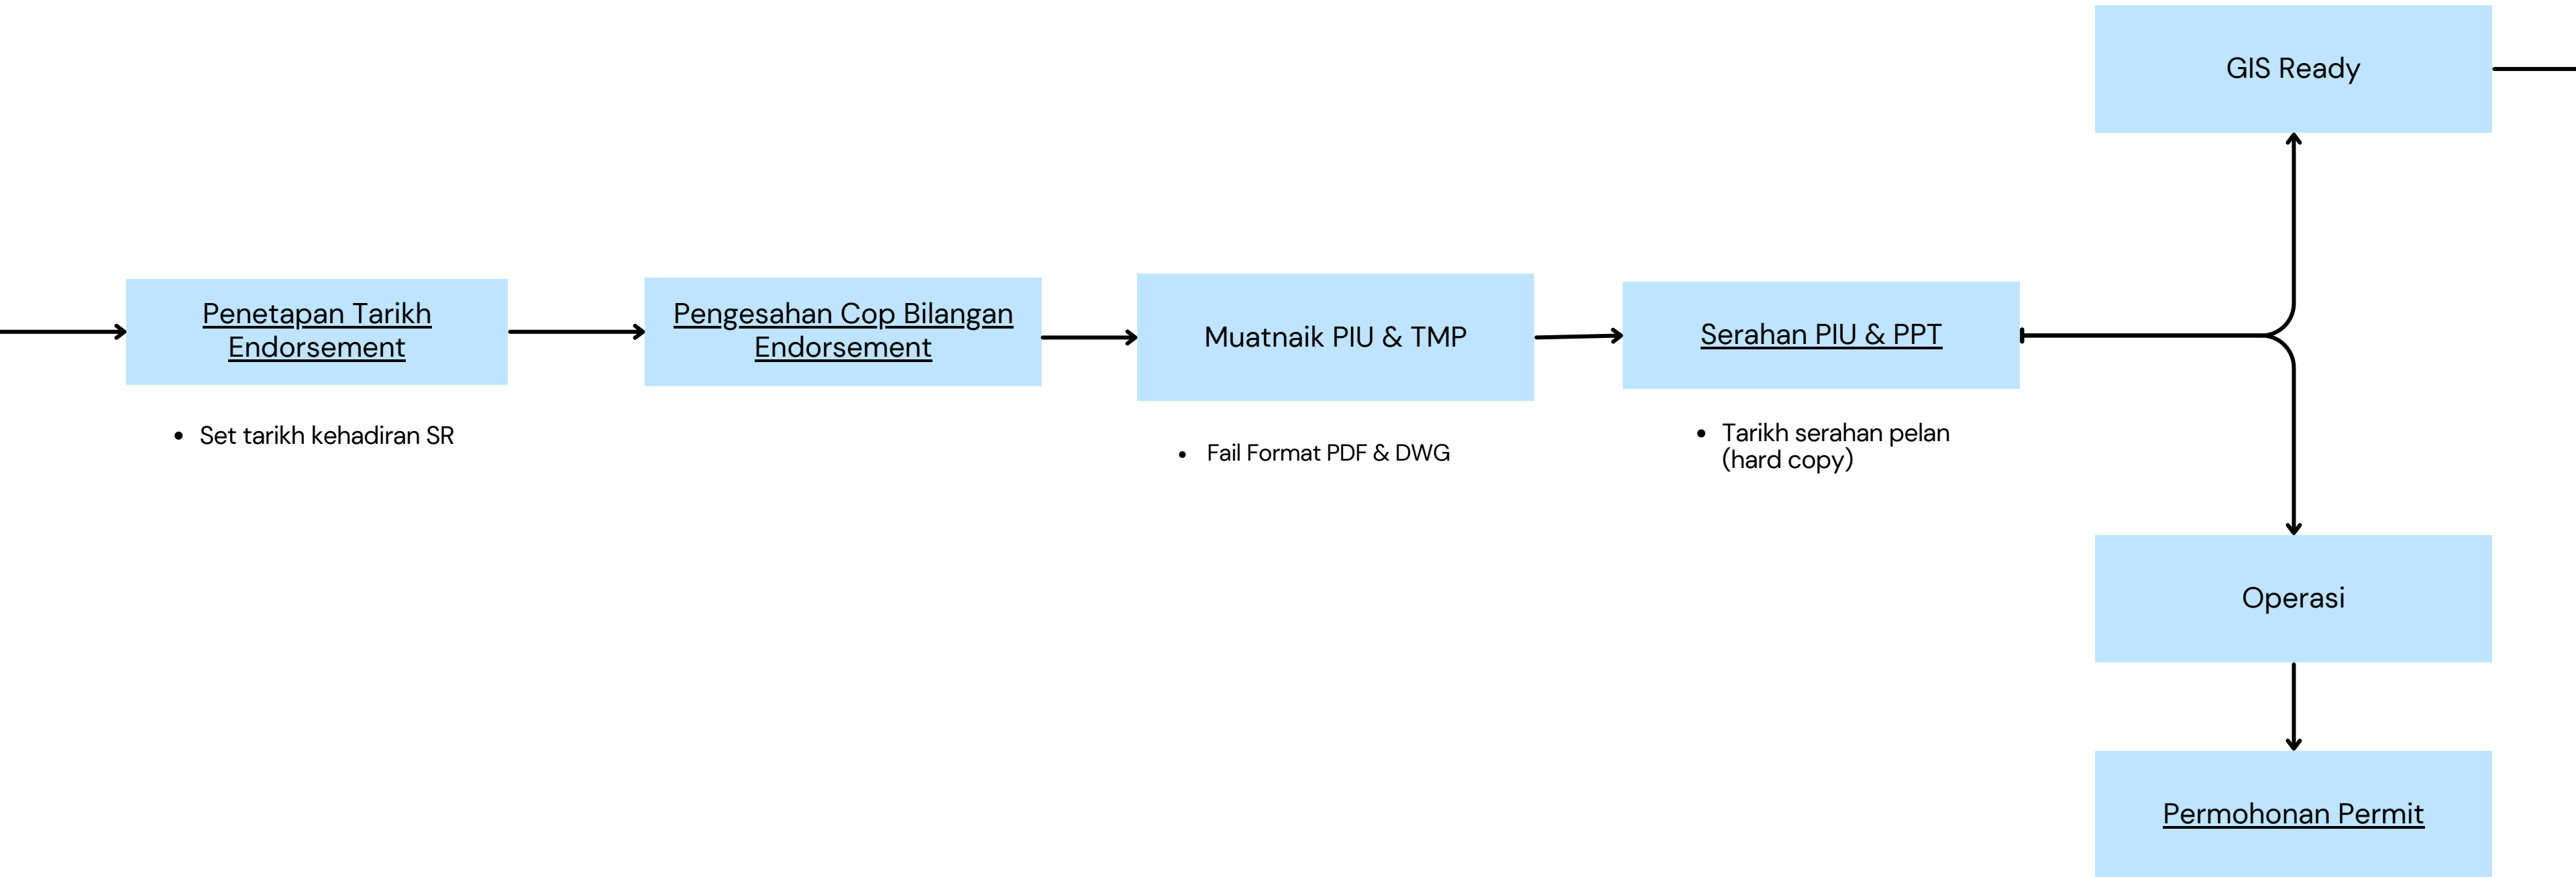 GIS Ready
Penetapan Tarikh
Endorsement
• Set tarikh kehadiran SR
Pengesahan Cop Bilangan
Endorsement
Muatnaik PIU & TMP
• Fail Format PDF & DWG
Serahan PIU & PPT
• Tarikh serahan pelan
(hard copy)
Operasi
Permohonan Permit